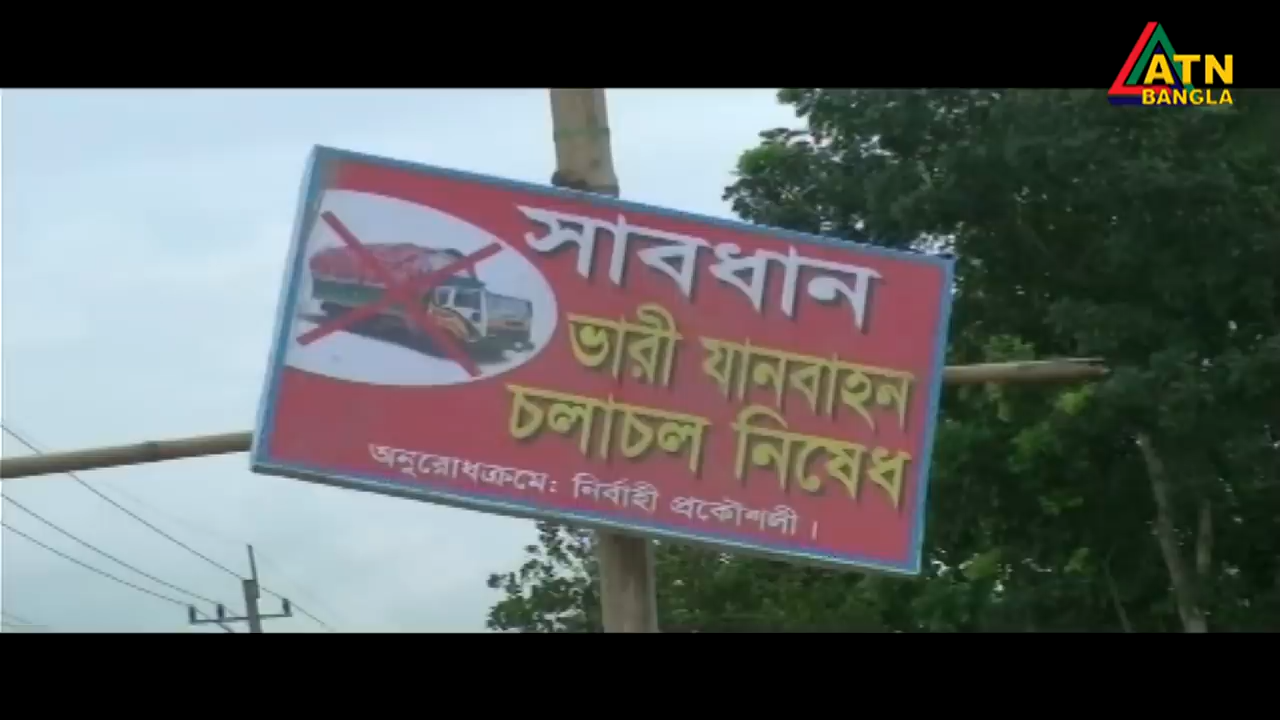 ATN
BANGLA
সাবধান
ভারী যানবাহন
চলাচল নিষেধ
অনুরোধক্রমে: নির্বাহী প্রকৌশলী।